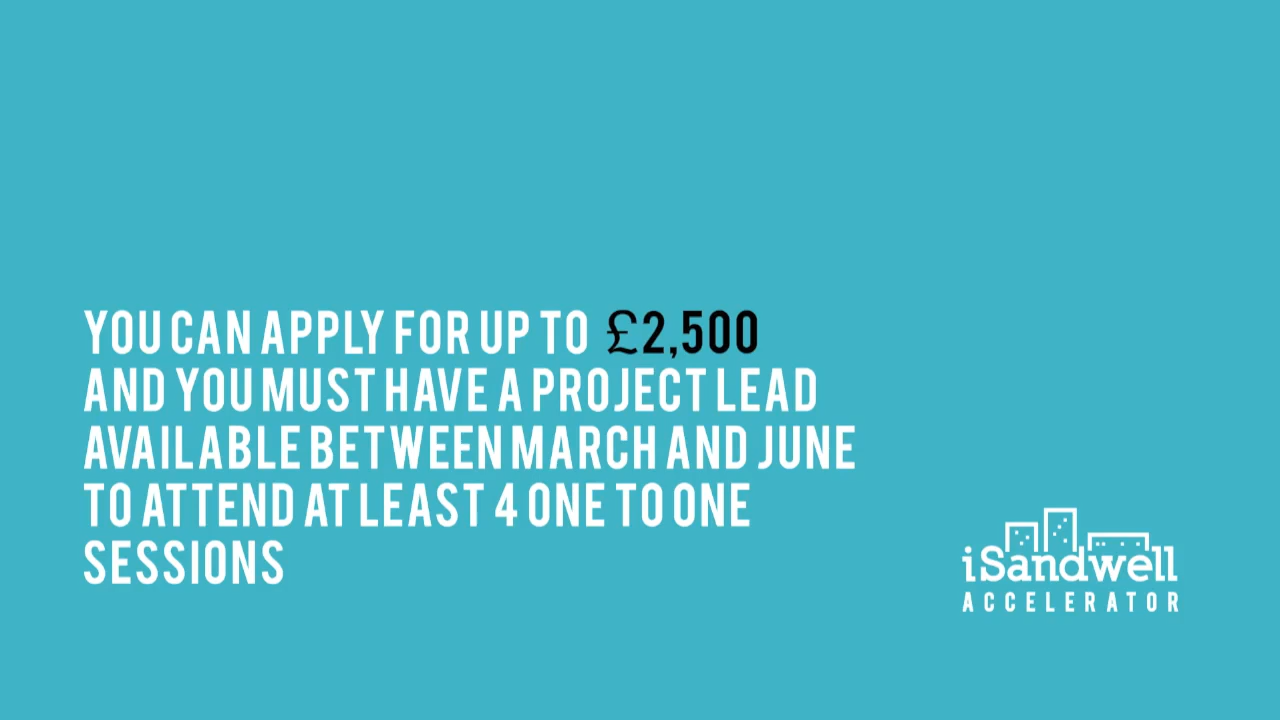 YOU CAN APPLY FOR UP TO £2,500
AND YOU MUST HAVE A PROJECT LEAD
AVAILABLE BETWEEN MARCH AND JUNE
TO ATTEND AT LEAST 4 ONE TO ONE
SESSIONS
iSandwell
ACCELERATOR